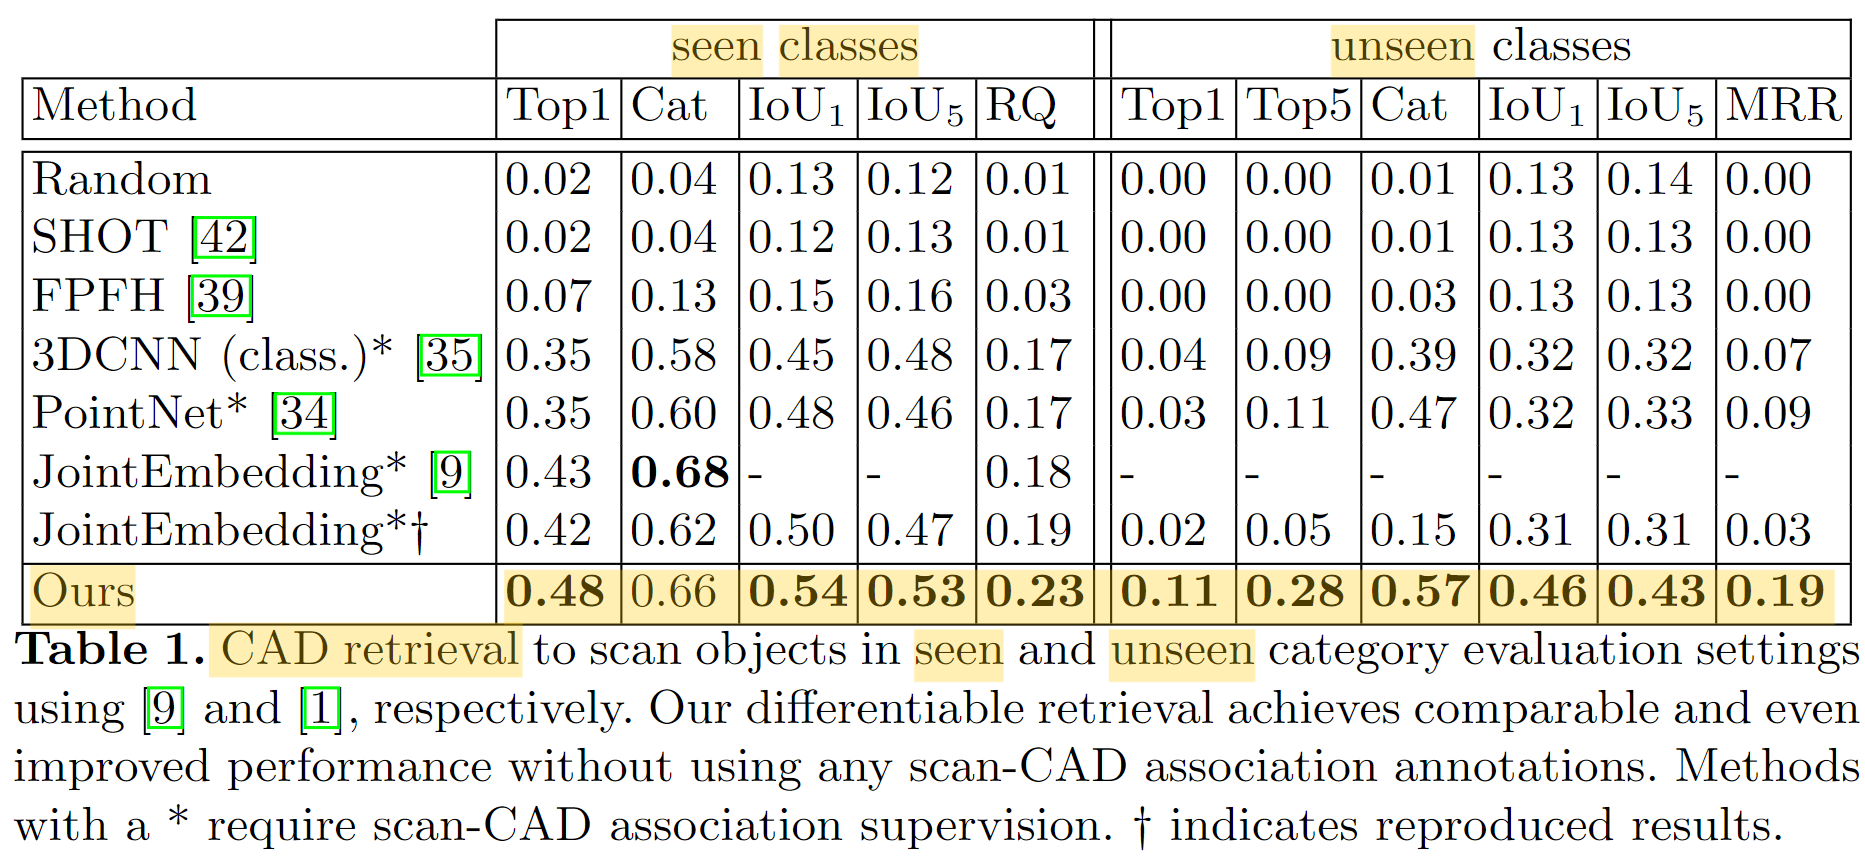 seen classes unseen classes
Method Top1 Cat IoU₁ IoU₅ RQ Top1 Top5 Cat IoU₁ IoU₅ MRR
Random 0.02 0.04 0.13 0.12 0.01 0.00 0.00 0.01 0.13 0.14 0.00
SHOT [42] 0.02 0.04 0.12 0.13 0.01 0.00 0.00 0.01 0.13 0.13 0.00
FPFH [39] 0.07 0.13 0.15 0.16 0.03 0.00 0.00 0.03 0.13 0.13 0.00
3DCNN (class.)* [35] 0.35 0.58 0.45 0.48 0.17 0.04 0.09 0.39 0.32 0.32 0.07
PointNet* [34] 0.35 0.60 0.48 0.46 0.17 0.03 0.11 0.47 0.32 0.33 0.09
JointEmbedding* [9] 0.43 0.68 - - 0.18 - - - - - -
JointEmbedding*† 0.42 0.62 0.50 0.47 0.19 0.02 0.05 0.15 0.31 0.31 0.03
Ours 0.48 0.66 0.54 0.53 0.23 0.11 0.28 0.57 0.46 0.43 0.19
Table 1. CAD retrieval to scan objects in seen and unseen category evaluation settings
using [9] and [1], respectively. Our differentiable retrieval achieves comparable and even
improved performance without using any scan-CAD association annotations. Methods
with a * require scan-CAD association supervision. † indicates reproduced results.